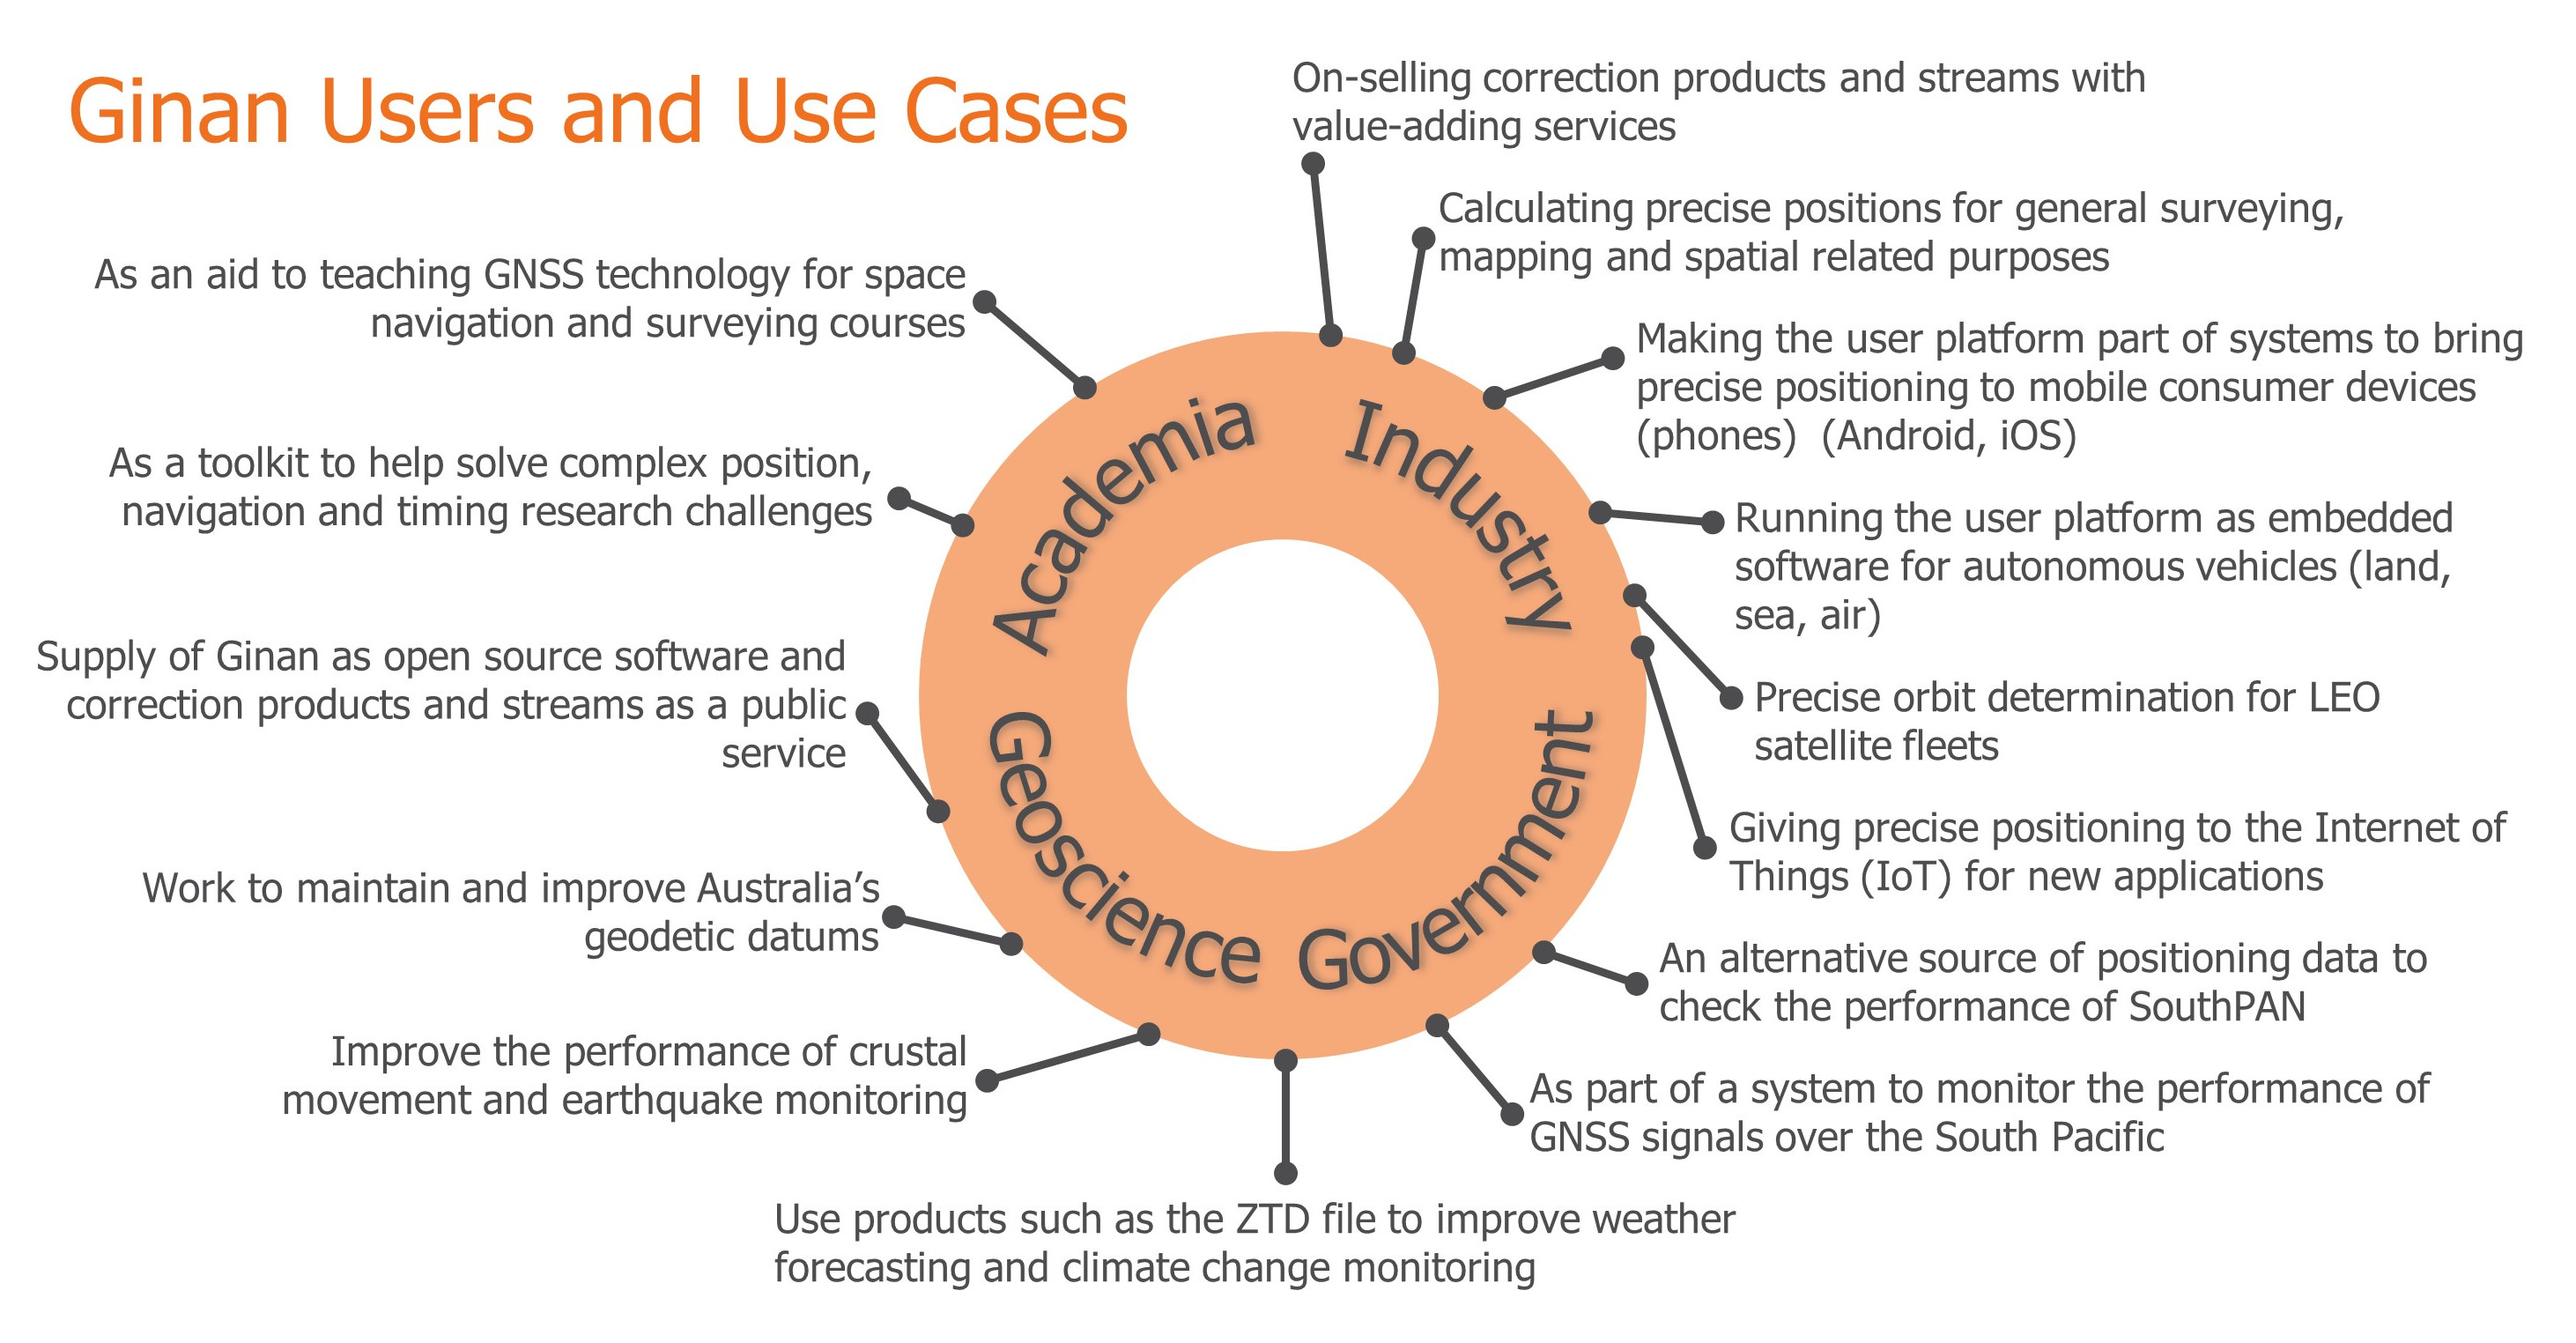 Ginan Users and Use Cases
On-selling correction products and streams with
value-adding services
Calculating precise positions for general surveying,
mapping and spatial related purposes
Making the user platform part of systems to bring
precise positioning to mobile consumer devices
(phones)  (Android, iOS)
Running the user platform as embedded
software for autonomous vehicles (land,
sea, air)
Precise orbit determination for LEO
satellite fleets
Giving precise positioning to the Internet of
Things (IoT) for new applications
An alternative source of positioning data to
check the performance of SouthPAN
As part of a system to monitor the performance of
GNSS signals over the South Pacific
Use products such as the ZTD file to improve weather
forecasting and climate change monitoring
Improve the performance of crustal
movement and earthquake monitoring
Work to maintain and improve Australia’s
geodetic datums
Supply of Ginan as open source software and
correction products and streams as a public
service
As a toolkit to help solve complex position,
navigation and timing research challenges
As an aid to teaching GNSS technology for space
navigation and surveying courses
Academia
Industry
Geoscience
Government